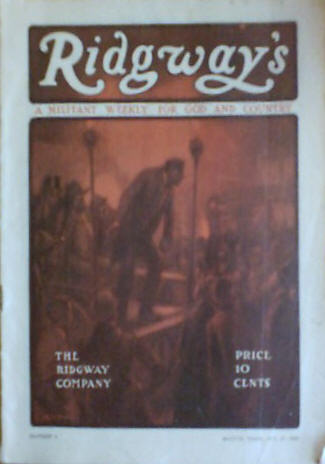 Ridgway's
A MILITANT WEEKLY FOR GOD AND COUNTRY
THE
RIDGWAY
COMPANY
PRICE
10
CENTS